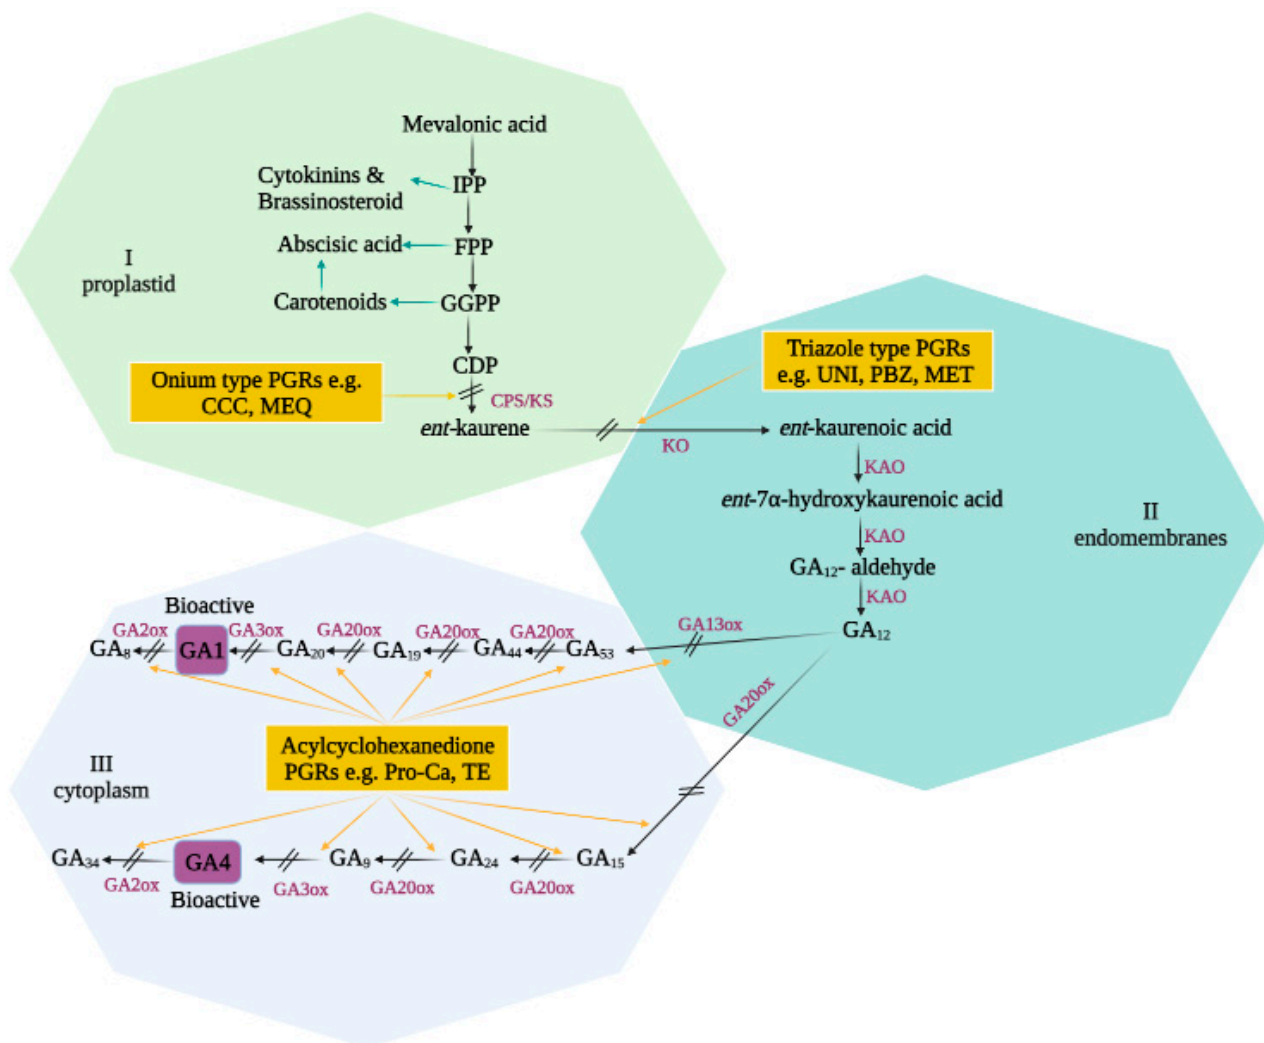 Mevalonic acid
Cytokinins &
Brassinosteroid
IPP
Abscisic acid
FPP
I
proplastid
Carotenoids
GGPP
CDP
Onium type PGRs e.g.
CCC, MEQ
CPS/KS
ent-kaurene
Triazole type PGRs
e.g. UNI, PBZ, MET
KO
ent-kaurenoic acid
KAO
ent-7α-hydroxykaurenoic acid
II
endomembranes
KAO
GA₁₂- aldehyde
KAO
GA₁₂
Bioactive
GA2ox
GA3ox
GA20ox
GA20ox
GA20ox
GA13ox
GA₈
GA1
GA₂₀
GA₁₉
GA₄₄
GA₅₃
GA20ox
Acylcyclohexanedione
PGRs e.g. Pro-Ca, TE
III
cytoplasm
GA₃₄
GA4
GA₉
GA₂₄
GA₁₅
GA2ox
GA3ox
GA20ox
GA20ox
Bioactive